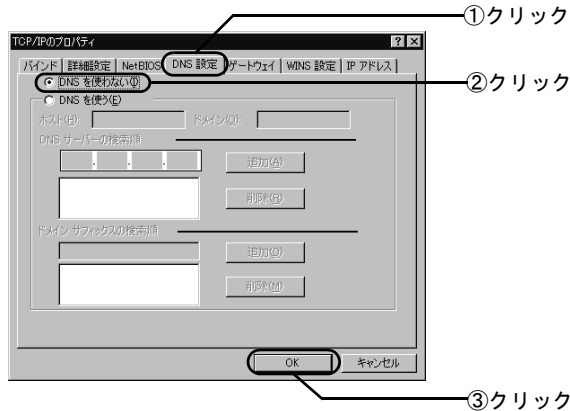 ①クリック
TCP/IPのプロパティ
バインド 詳細設定 NetBIOS DNS 設定 ゲートウェイ WINS 設定 IP アドレス
DNS を使わない(I) ②クリック
DNS を使う(E)
ホスト(H): ドメイン(O):
DNS サーバーの検索順
追加(A)
削除(R)
ドメイン サフィックスの検索順
追加(D)
削除(M)
OK キャンセル
③クリック